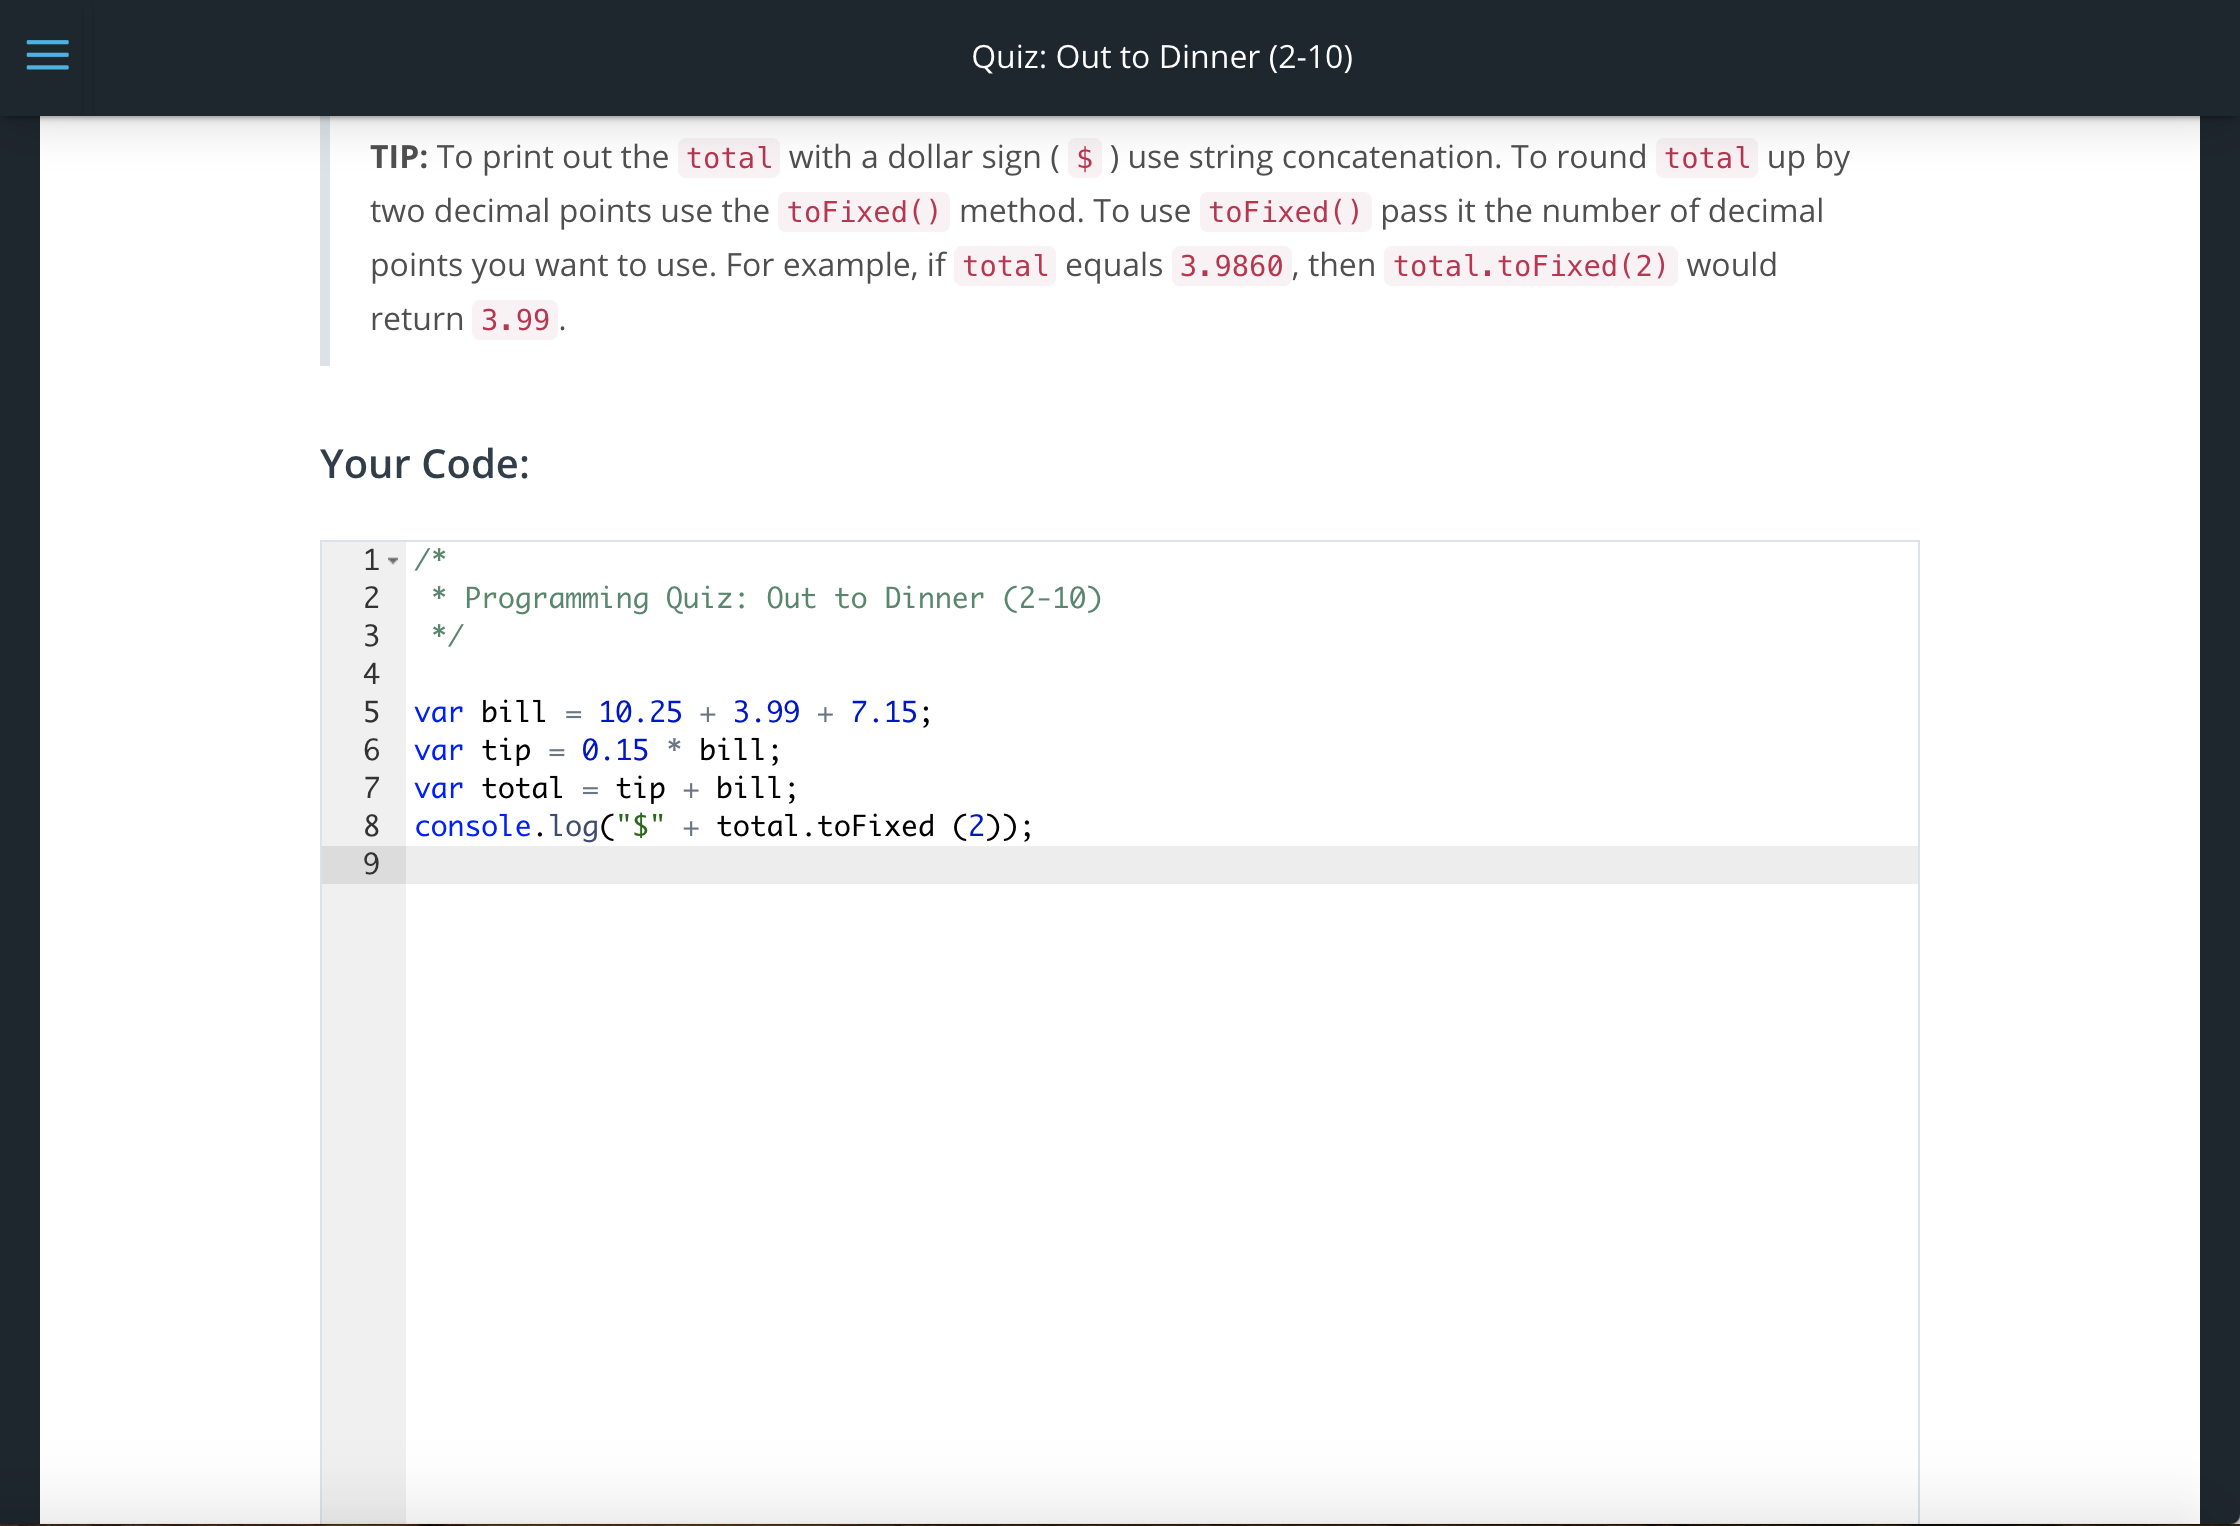 Quiz: Out to Dinner (2-10)
TIP: To print out the total with a dollar sign ( $ ) use string concatenation. To round total up by
two decimal points use the toFixed() method. To use toFixed() pass it the number of decimal
points you want to use. For example, if total equals 3.9860, then total.toFixed(2) would
return 3.99.
Your Code:
1 /*
2  * Programming Quiz: Out to Dinner (2-10)
3  */
4
5 var bill = 10.25 + 3.99 + 7.15;
6 var tip = 0.15 * bill;
7 var total = tip + bill;
8 console.log("$" + total.toFixed (2));
9